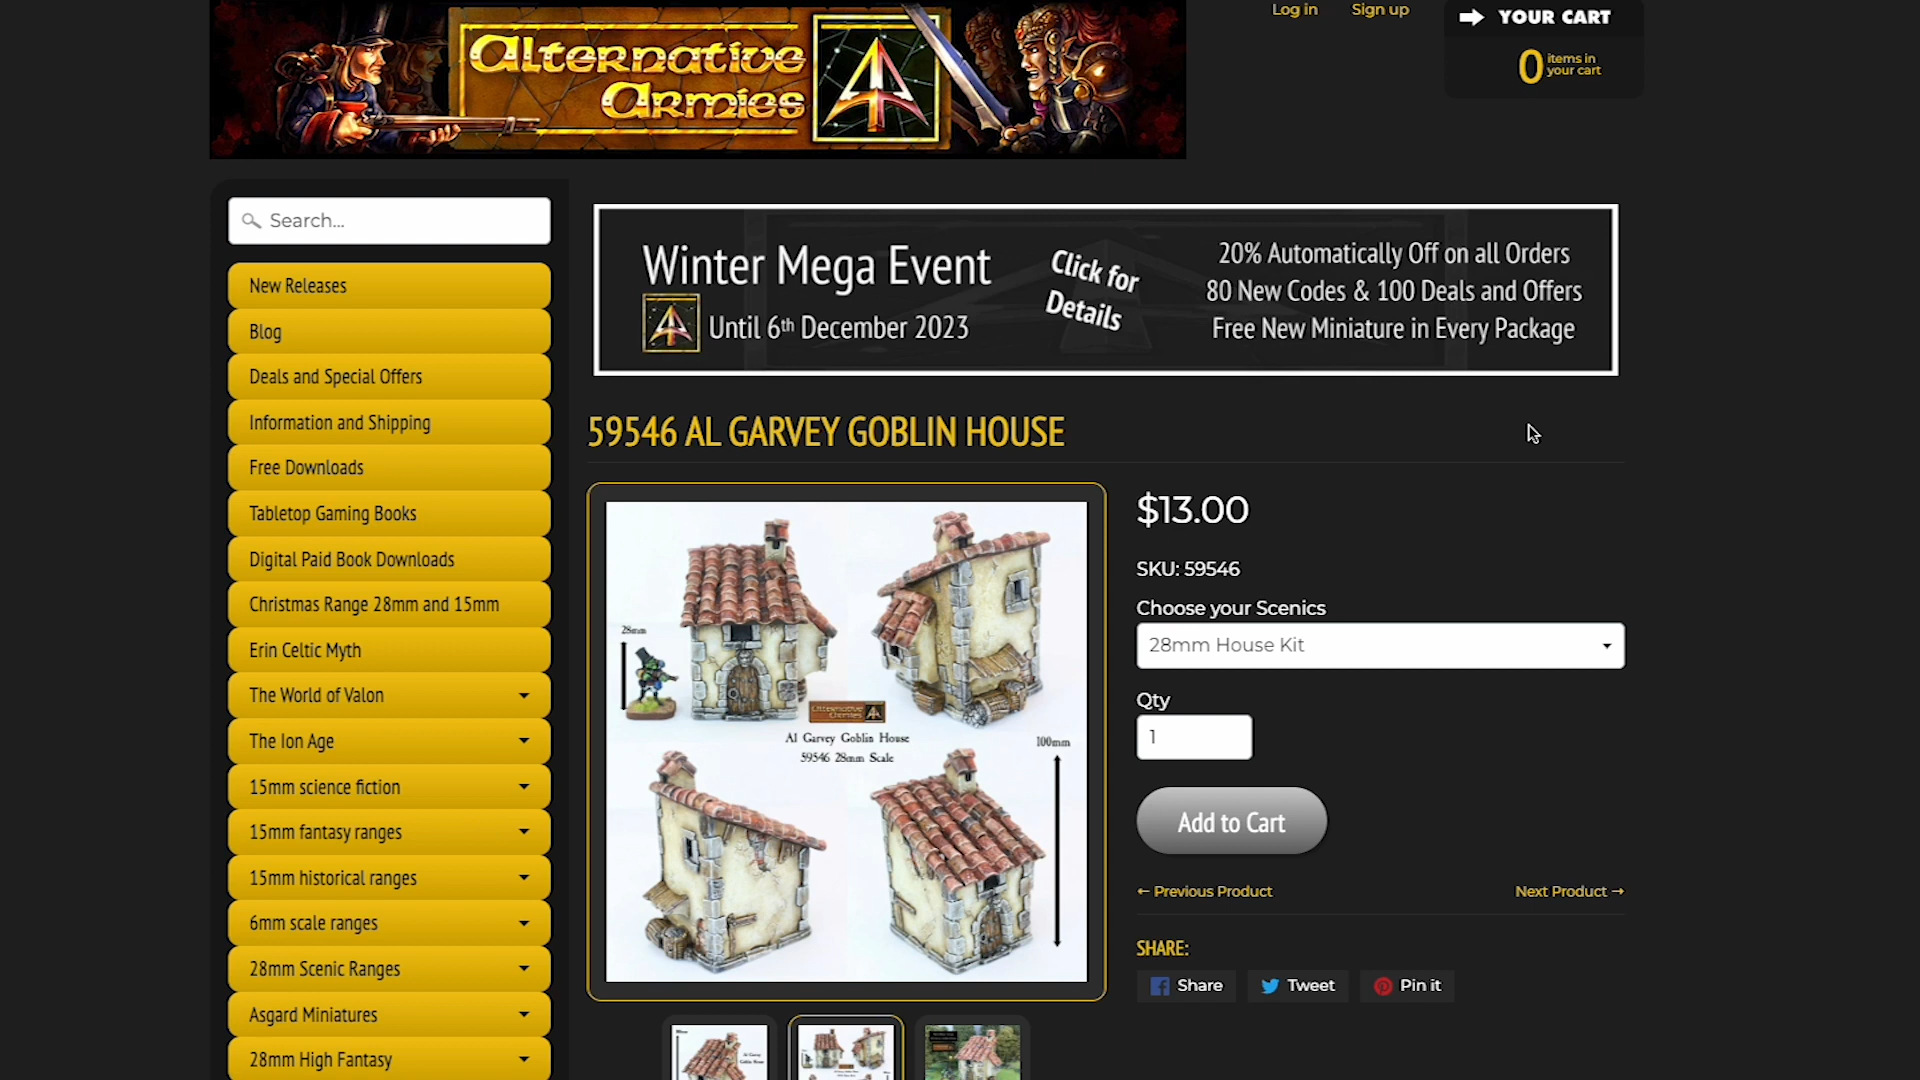 Alternative
Armies
Log in
Sign up
YOUR CART
0 items in
your cart
Search...
New Releases
Blog
Deals and Special Offers
Information and Shipping
Free Downloads
Tabletop Gaming Books
Digital Paid Book Downloads
Christmas Range 28mm and 15mm
Erin Celtic Myth
The World of Valon
The Ion Age
15mm science fiction
15mm fantasy ranges
15mm historical ranges
6mm scale ranges
28mm Scenic Ranges
Asgard Miniatures
28mm High Fantasy
Winter Mega Event
Until 6th December 2023
Click for
Details
20% Automatically Off on all Orders
80 New Codes & 100 Deals and Offers
Free New Miniature in Every Package
59546 AL GARVEY GOBLIN HOUSE
28mm
Alternative
Armies
Al Garvey Goblin House
59546 28mm Scale
100mm
$13.00
SKU: 59546
Choose your Scenics
28mm House Kit
Qty
1
Add to Cart
← Previous Product
Next Product →
SHARE:
Share
Tweet
Pin it